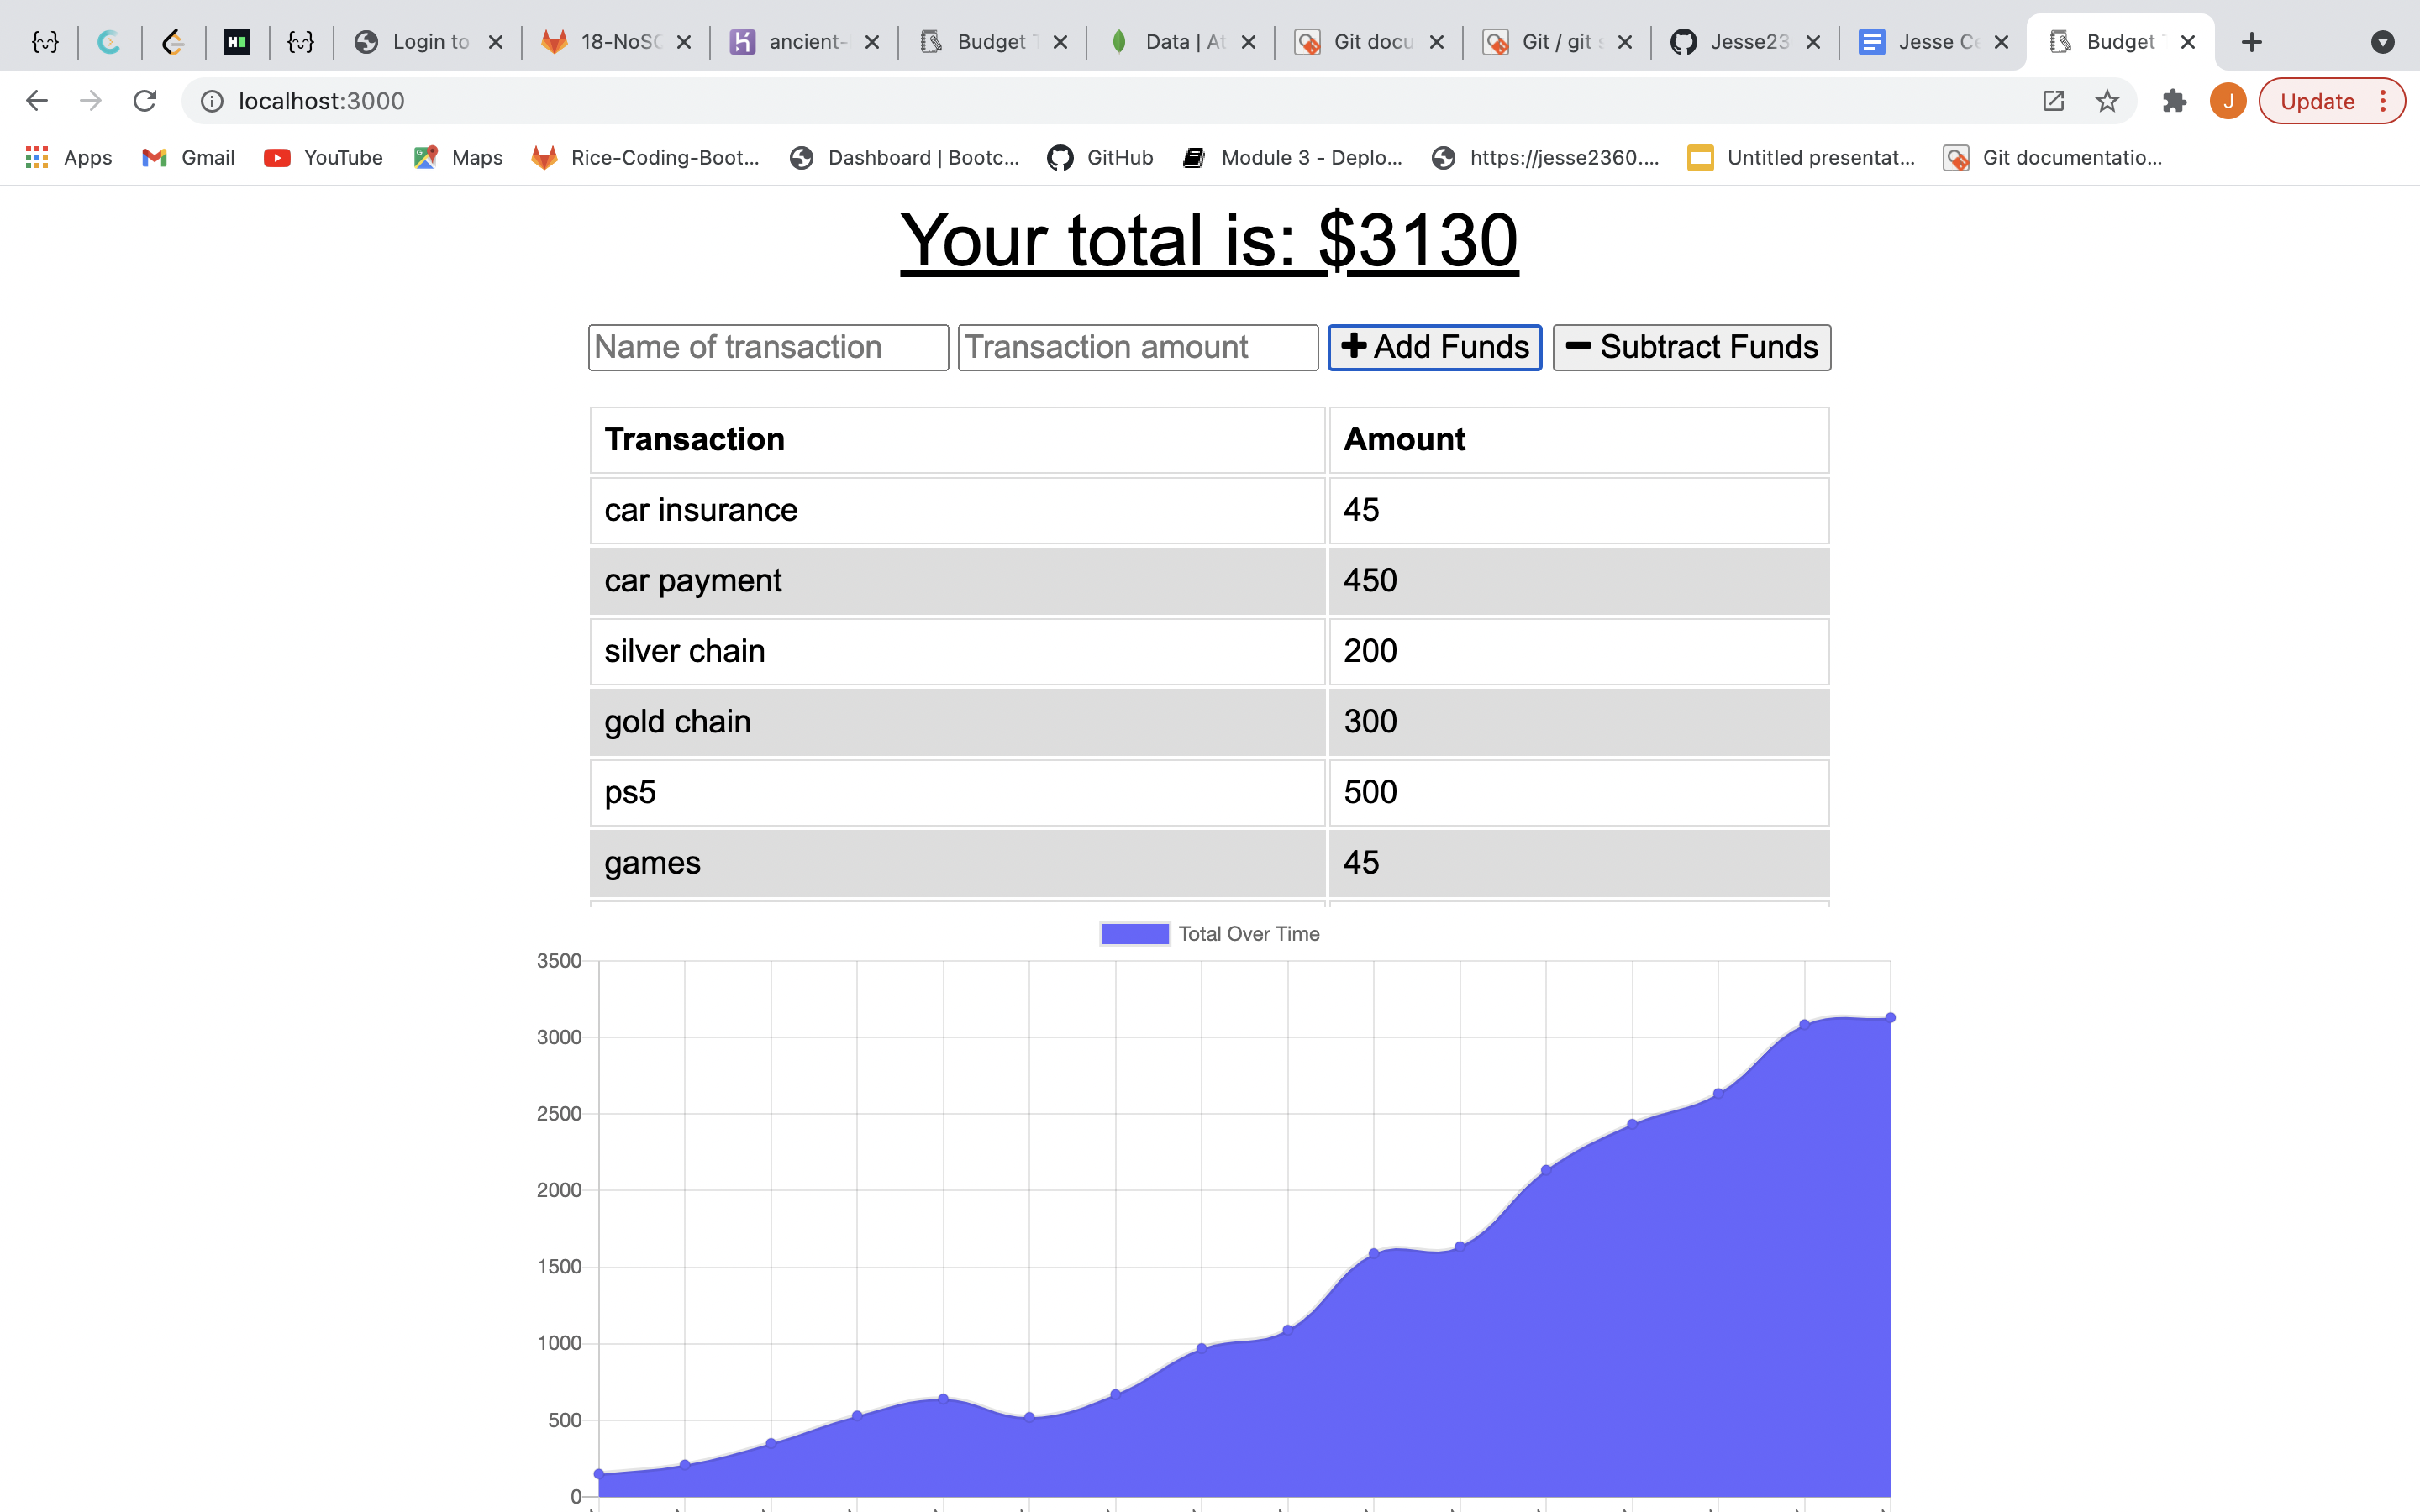 Login to 18-NoSC ancient- Budget T Data | At Git docu Git / git s Jesse23 Jesse Ce Budget T
localhost:3000 J Update
Apps Gmail YouTube Maps Rice-Coding-Boot... Dashboard | Bootc... GitHub Module 3 - Deplo... https://jesse2360.... Untitled presentat... Git documentatio...
Your total is: $3130
Name of transaction Transaction amount Add Funds Subtract Funds
Transaction Amount
car insurance 45
car payment 450
silver chain 200
gold chain 300
ps5 500
games 45
Total Over Time
3500
3000
2500
2000
1500
1000
500
0